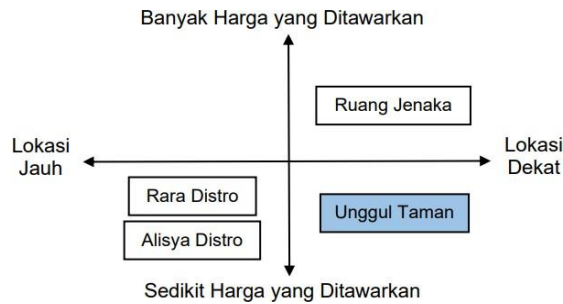 Banyak Harga yang Ditawarkan
Ruang Jenaka
Lokasi
Jauh
Lokasi
Dekat
Rara Distro
Unggul Taman
Alisya Distro
Sedikit Harga yang Ditawarkan